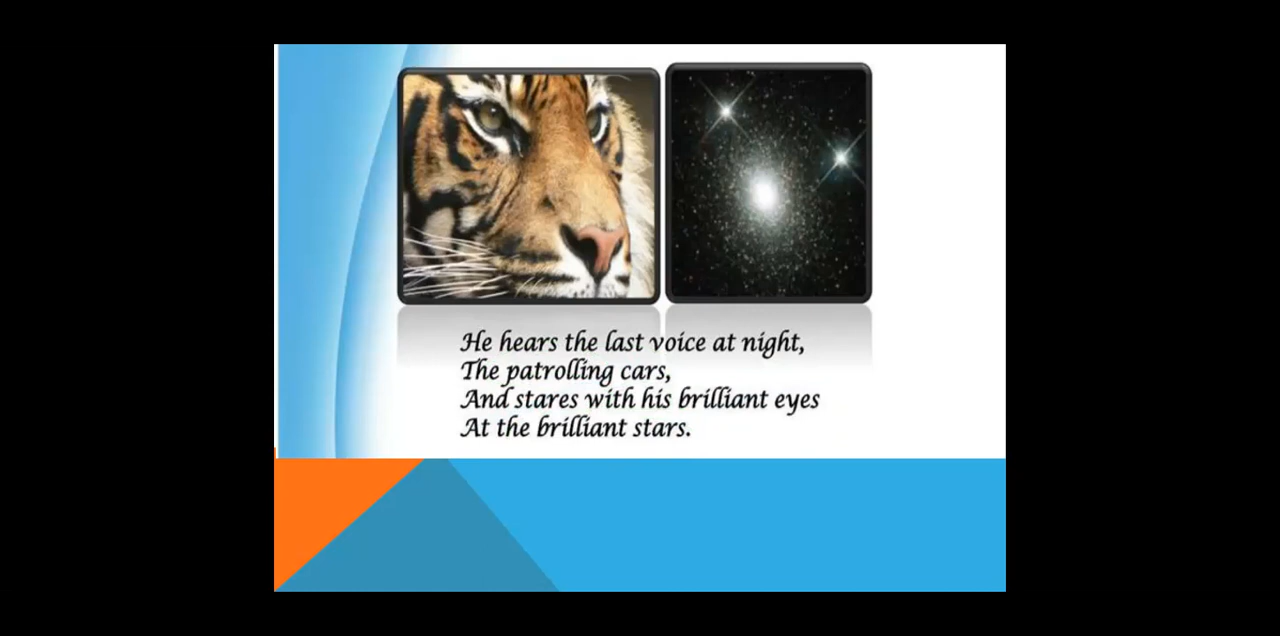 He hears the last voice at night,
The patrolling cars,
And stares with his brilliant eyes
At the brilliant stars.